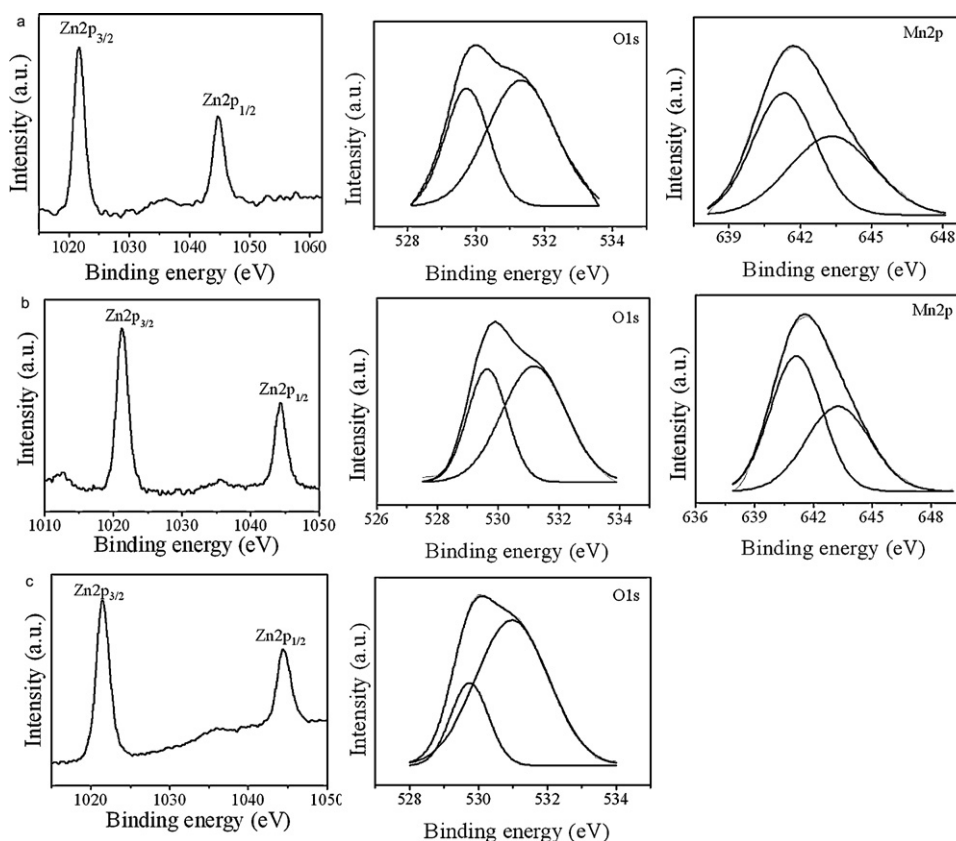 a
Zn2p3/2
Zn2p1/2
Intensity (a.u.)
1020 1030 1040 1050 1060
Binding energy (eV)
O1s
Intensity (a.u.)
528 530 532 534
Binding energy (eV)
Mn2p
Intensity (a.u.)
639 642 645 648
Binding energy (eV)
b
Zn2p3/2
Zn2p1/2
Intensity (a.u.)
1010 1020 1035 1040 1050
Binding energy (eV)
O1s
Intensity (a.u.)
526 528 530 532 534
Binding energy (eV)
Mn2p
Intensity (a.u.)
636 639 642 645 648
Binding energy (eV)
c
Zn2p3/2
Zn2p1/2
Intensity (a.u.)
1020 1030 1040 1050
Binding energy (eV)
O1s
Intensity (a.u.)
528 530 532 534
Binding energy (eV)